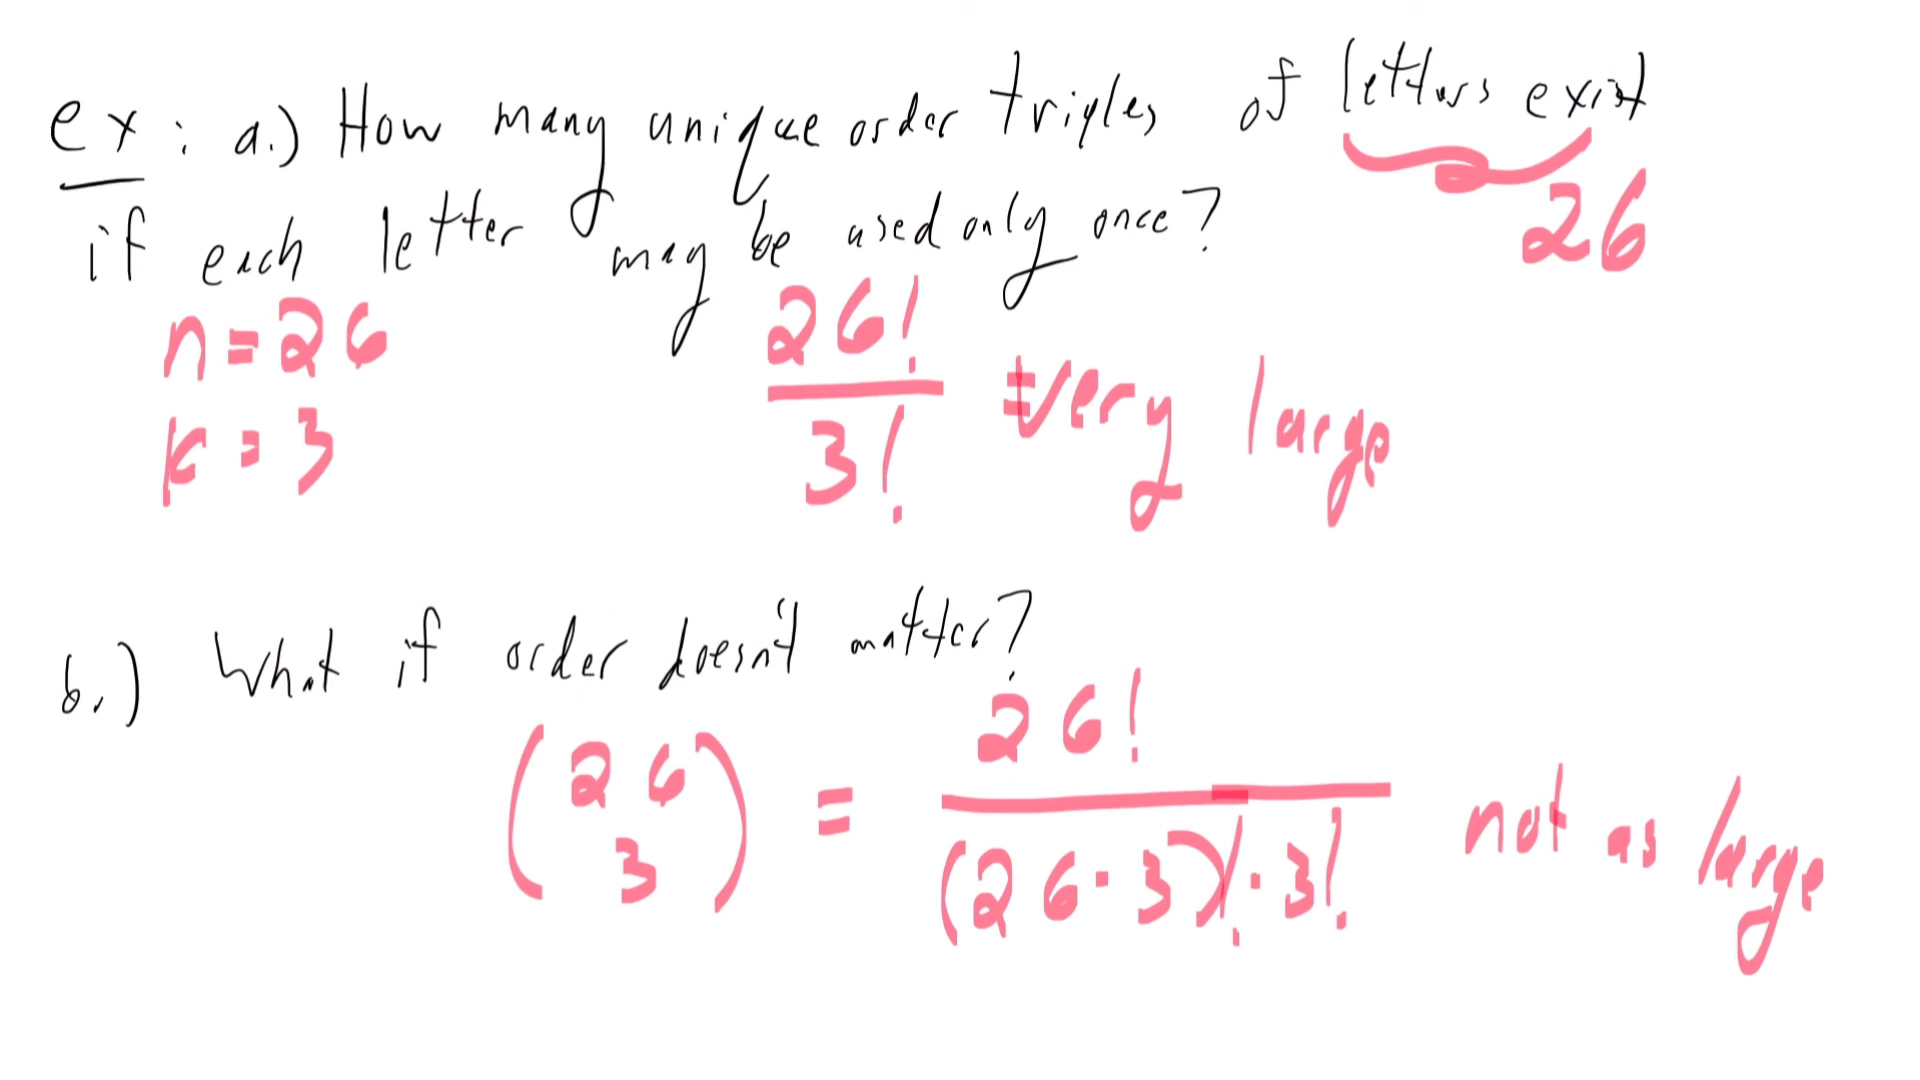 ex: a.) How many unique order triples of letters exist
26
if each letter may be used only once?
n=26
k=3
26!
3!
=very large
b.) What if order doesn't matter?
(26
3)
=
26!
(26-3)!·3!
not as large